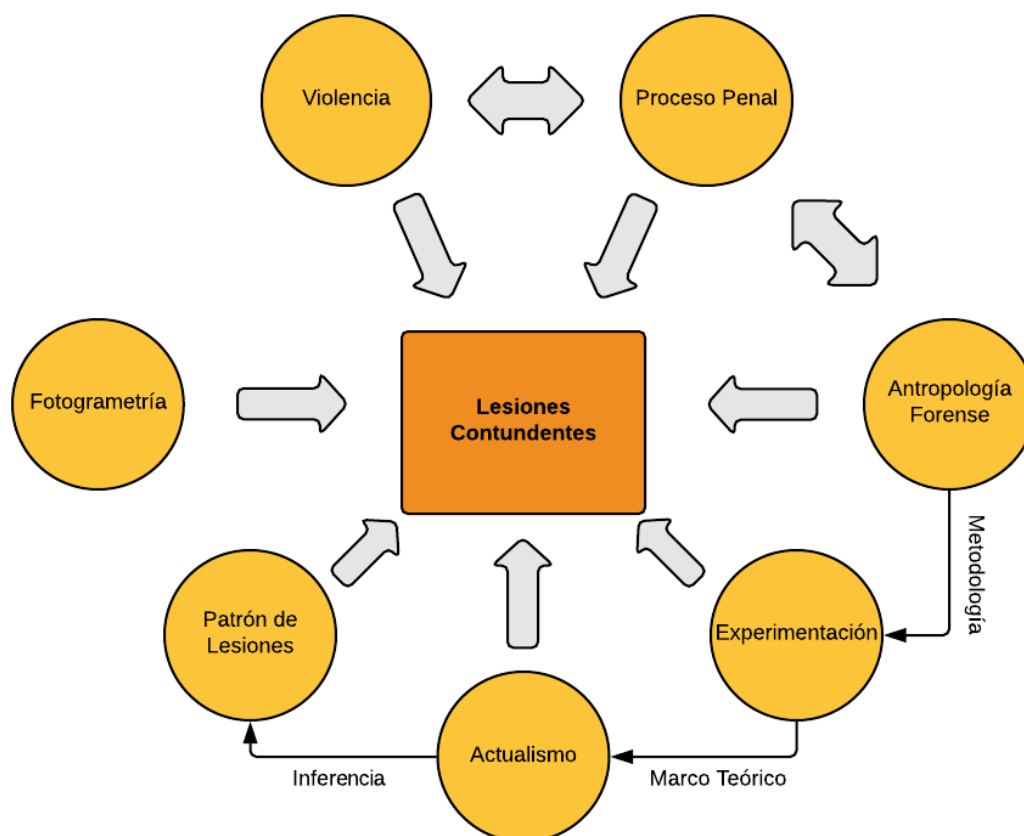 Violencia
Proceso Penal
Fotogrametría
Lesiones
Contundentes
Antropología
Forense
Metodología
Patrón de
Lesiones
Experimentación
Actualismo
Inferencia
Marco Teórico